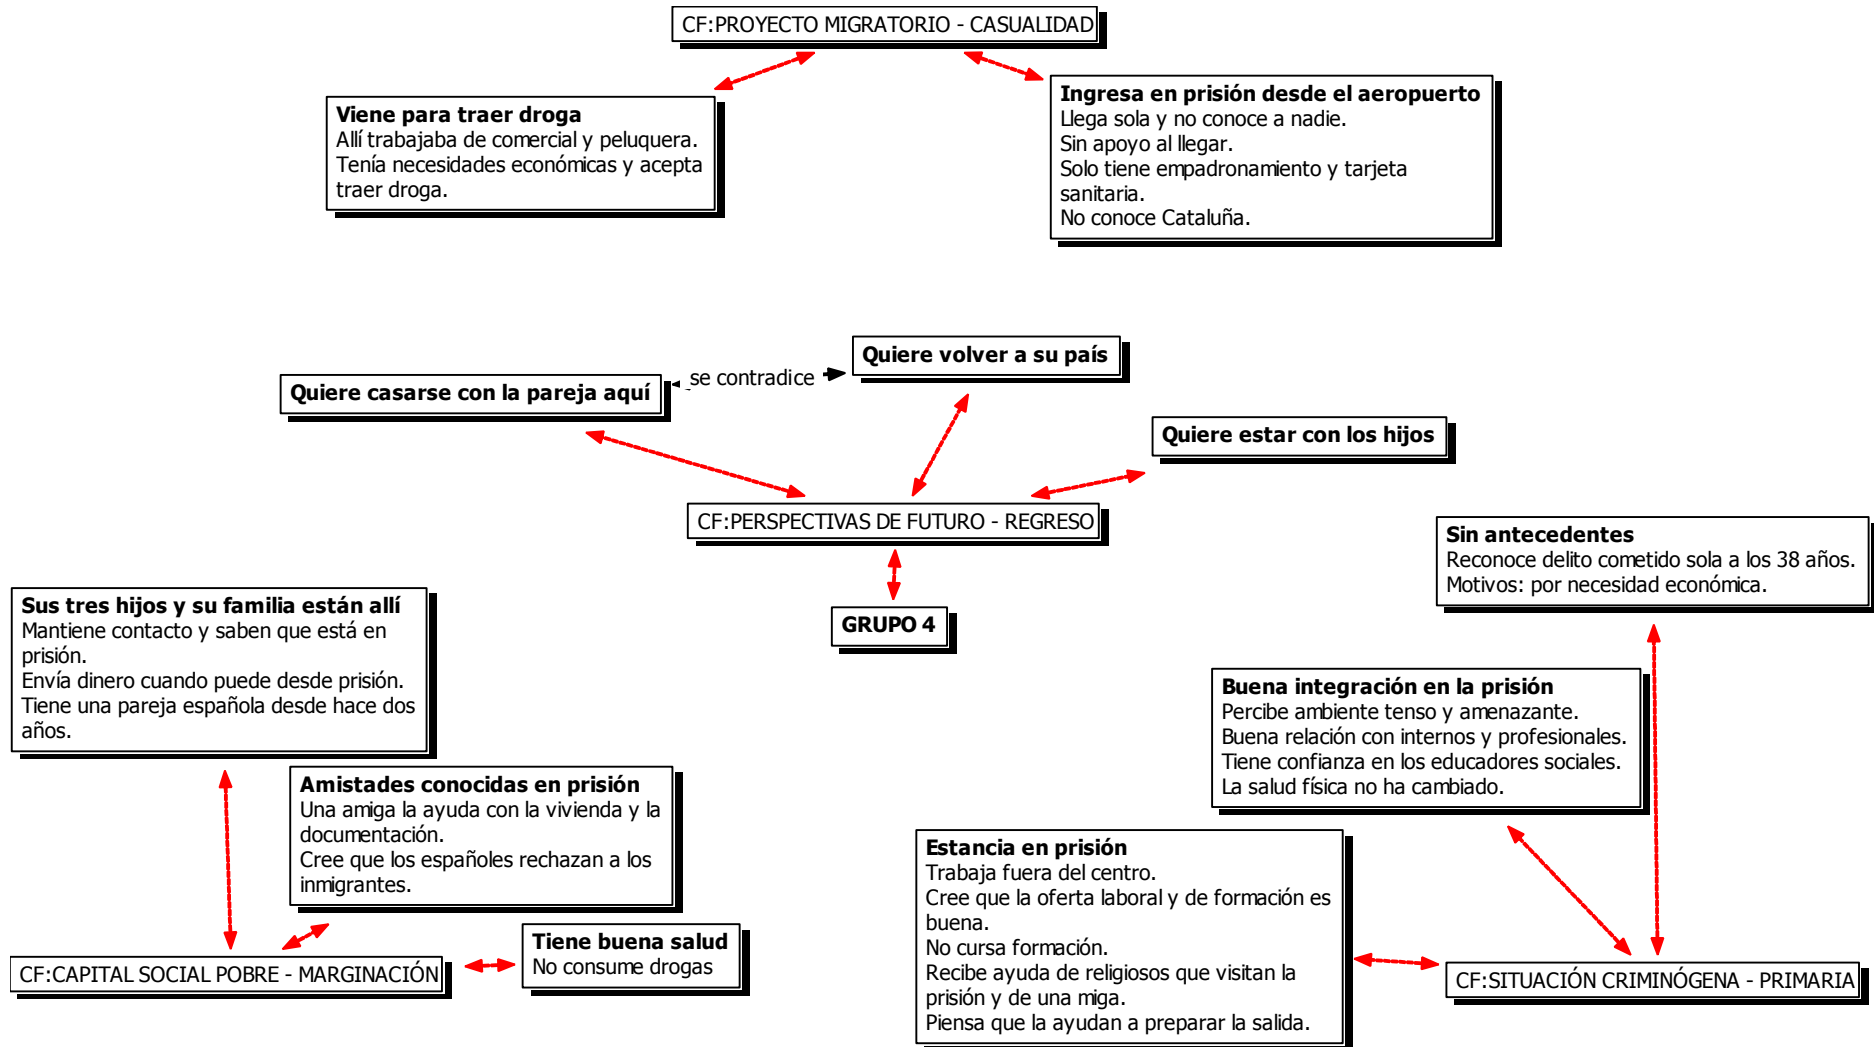 CF:PROYECTO MIGRATORIO - CASUALIDAD
Viene para traer droga
Allí trabajaba de comercial y peluquera.
Tenía necesidades económicas y acepta
traer droga.
Ingresa en prisión desde el aeropuerto
Llega sola y no conoce a nadie.
Sin apoyo al llegar.
Solo tiene empadronamiento y tarjeta
sanitaria.
No conoce Cataluña.
Quiere volver a su país
se contradice
Quiere casarse con la pareja aquí
Quiere estar con los hijos
CF:PERSPECTIVAS DE FUTURO - REGRESO
GRUPO 4
Sin antecedentes
Reconoce delito cometido sola a los 38 años.
Motivos: por necesidad económica.
Sus tres hijos y su familia están allí
Mantiene contacto y saben que está en
prisión.
Envía dinero cuando puede desde prisión.
Tiene una pareja española desde hace dos
años.
Buena integración en la prisión
Percibe ambiente tenso y amenazante.
Buena relación con internos y profesionales.
Tiene confianza en los educadores sociales.
La salud física no ha cambiado.
Amistades conocidas en prisión
Una amiga la ayuda con la vivienda y la
documentación.
Cree que los españoles rechazan a los
inmigrantes.
Estancia en prisión
Trabaja fuera del centro.
Cree que la oferta laboral y de formación es
buena.
No cursa formación.
Recibe ayuda de religiosos que visitan la
prisión y de una miga.
Piensa que la ayudan a preparar la salida.
Tiene buena salud
No consume drogas
CF:CAPITAL SOCIAL POBRE - MARGINACIÓN
CF:SITUACIÓN CRIMINÓGENA - PRIMARIA